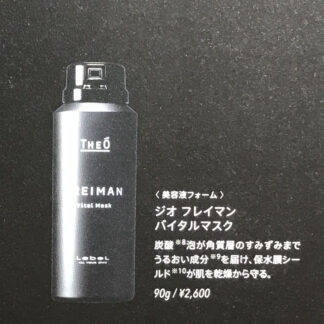 THEÓ
REIMAN
Vital Mask
LebeL
〈 美容液フォーム 〉
ジオ フレイマン
バイタルマスク
炭酸※8泡が角質層のすみずみまで
うるおい成分※9を届け、保水膜シー
ルド※10が肌を乾燥から守る。
90g / ¥2,600